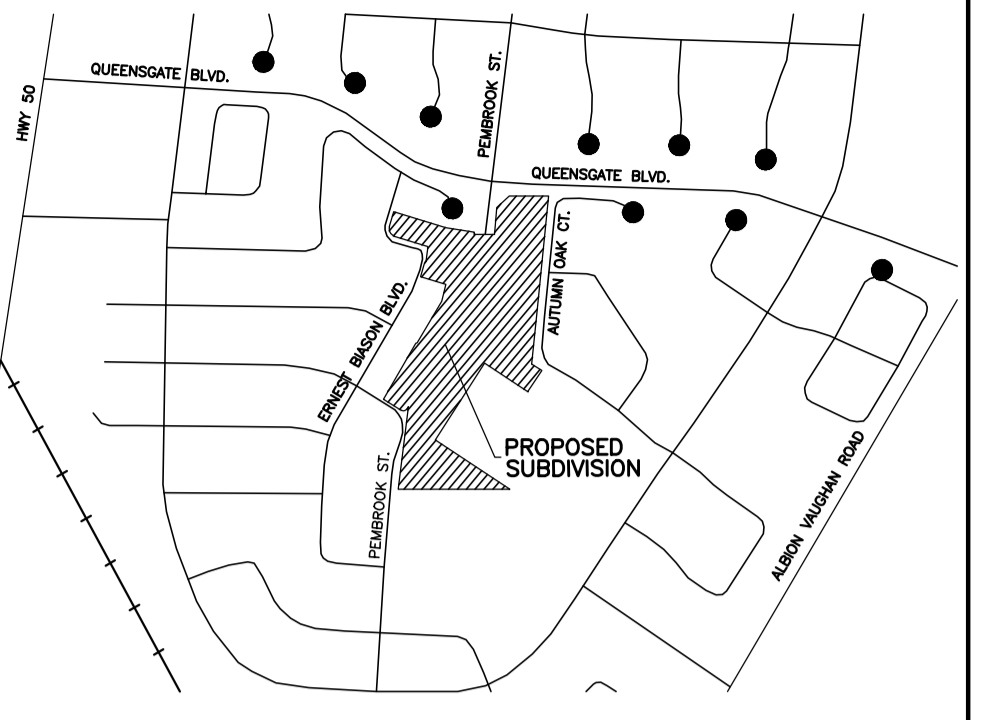 QUEENSGATE BLVD.
HWY 50
PEMBROOK ST.
QUEENSGATE BLVD.
AUTUMN OAK CT.
ERNEST BIASON BLVD.
PROPOSED
SUBDIVISION
PEMBROOK ST.
ALBION VAUGHAN ROAD